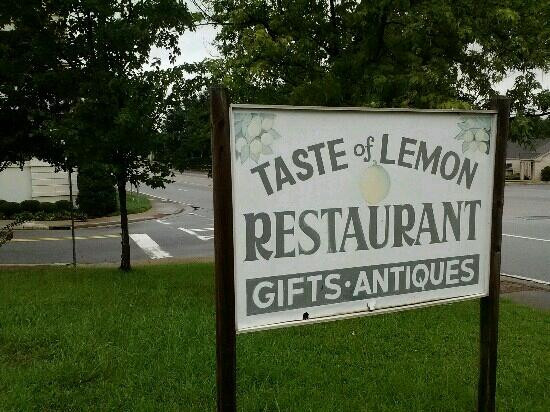 TASTE of LEMON
RESTAURANT
GIFTS·ANTIQUES